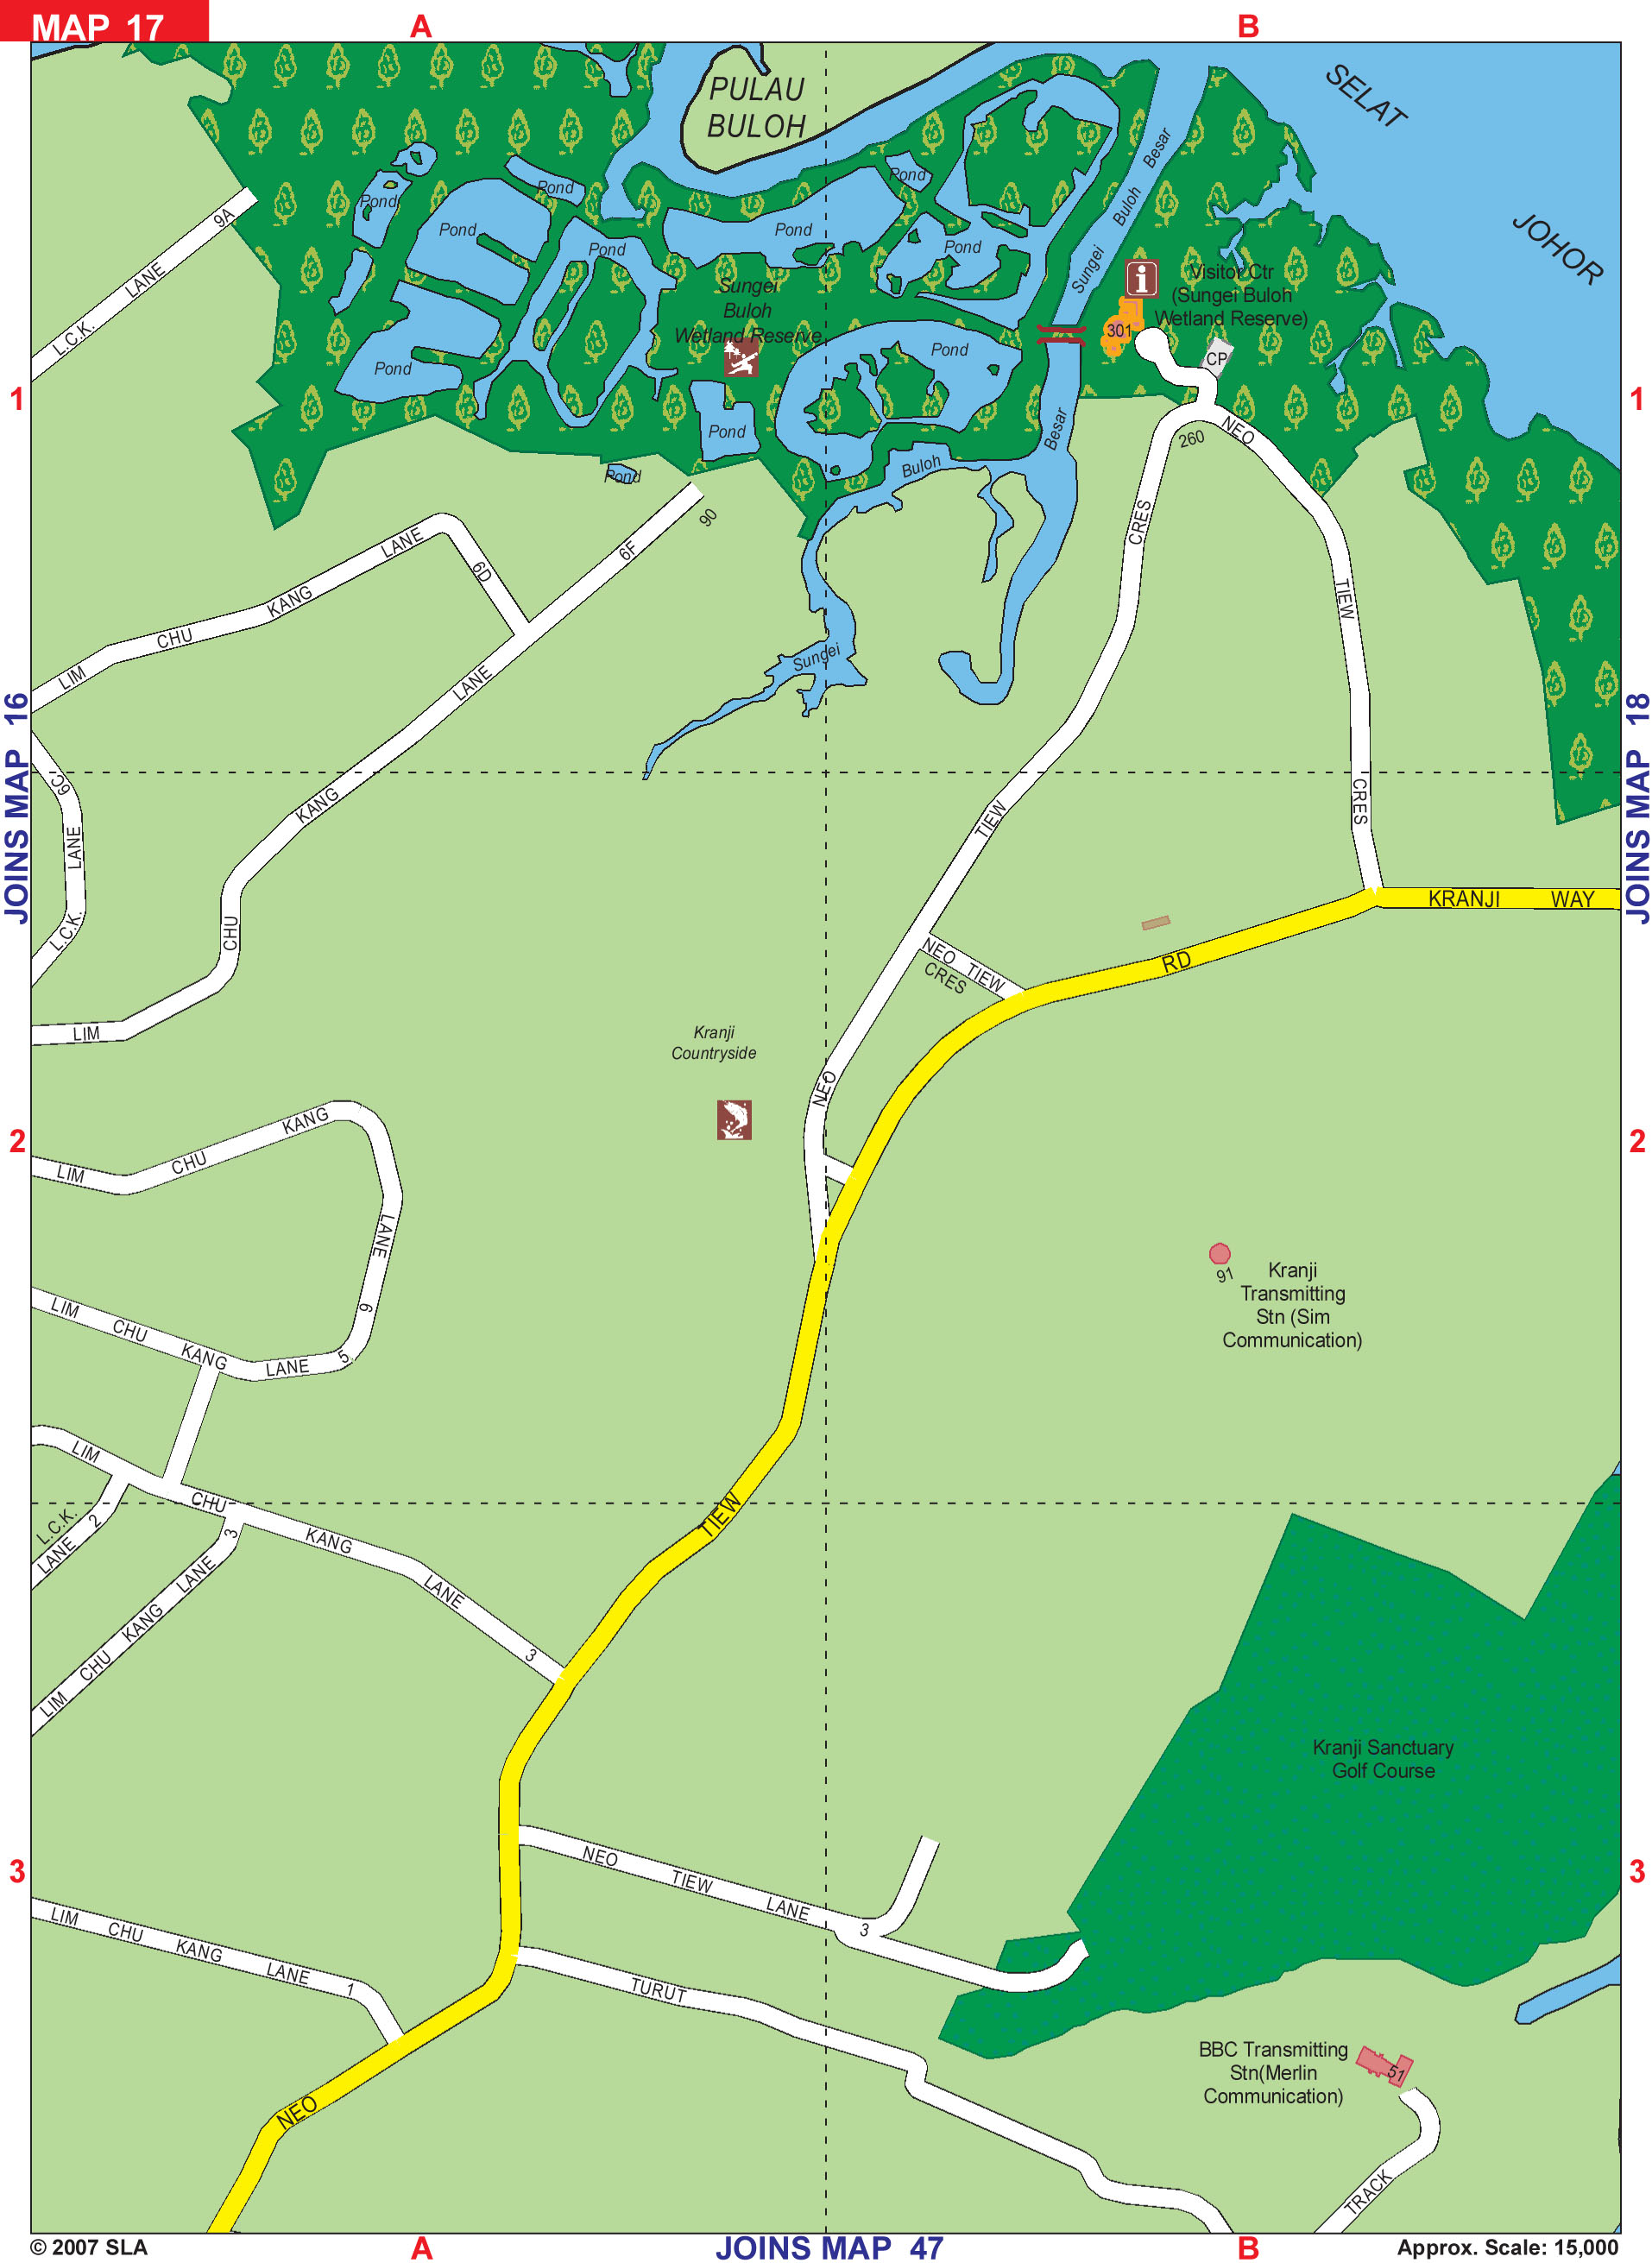 MAP 17
A
B
PULAU
BULOH
SELAT
JOHOR
Besar
Buloh
Sungei
Pond
Pond
Pond
Pond
Pond
Pond
Pond
Pond
Pond
Pond
Pond
Sungei
Buloh
Wetland Reserve
Visitor Ctr
(Sungei Buloh
Wetland Reserve)
301
CP
L.C.K. LANE 9A
1
1
Besar
Buloh
Sungei
260
NEO TIEW CRES
NEO TIEW CRES
90
LIM CHU KANG LANE 6D
LIM CHU KANG LANE 6F
JOINS MAP 16
JOINS MAP 18
L.C.K. LANE 6C
KRANJI WAY
NEO TIEW
CRES
Kranji
Countryside
2
2
LIM CHU KANG LANE 6
LIM CHU KANG LANE 5
91
Kranji
Transmitting
Stn (Sim
Communication)
LIM CHU KANG LANE 3
L.C.K.
LANE 2
LIM CHU KANG LANE 3
NEO TIEW RD
Kranji Sanctuary
Golf Course
3
3
NEO TIEW LANE 3
LIM CHU KANG LANE 1
TURUT
TRACK
BBC Transmitting
Stn(Merlin
Communication)
51
© 2007 SLA
A
JOINS MAP 47
B
Approx. Scale: 15,000